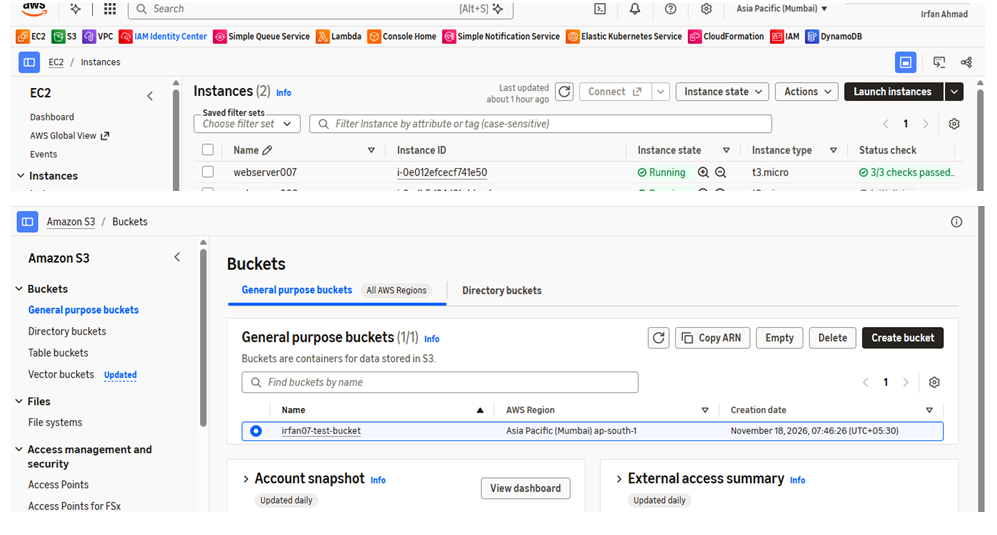 aws
Search [Alt+S]
Asia Pacific (Mumbai) ▼
Irfan Ahmad
EC2 S3 VPC IAM Identity Center Simple Queue Service Lambda Console Home Simple Notification Service Elastic Kubernetes Service CloudFormation IAM DynamoDB
EC2 / Instances
EC2
Dashboard
AWS Global View
Events
Instances
Instances (2) Info
Last updated
about 1 hour ago
Connect
Instance state
Actions
Launch instances
Saved filter sets
Choose filter set
Filter Instance by attribute or tag (case-sensitive)
1
Name Instance ID Instance state Instance type Status check
webserver007 i-0e012efcecf741e50 Running t3.micro 3/3 checks passed..
Amazon S3 / Buckets
Amazon S3
Buckets
General purpose buckets
Directory buckets
Table buckets
Vector buckets Updated
Files
File systems
Access management and
security
Access Points
Access Points for FSx
Buckets
General purpose buckets All AWS Regions Directory buckets
General purpose buckets (1/1) Info
Copy ARN
Empty
Delete
Create bucket
Buckets are containers for data stored in S3.
Find buckets by name
1
Name AWS Region Creation date
irfan07-test-bucket Asia Pacific (Mumbai) ap-south-1 November 18, 2026, 07:46:26 (UTC+05:30)
Account snapshot Info
Updated daily
View dashboard
External access summary Info
Updated daily